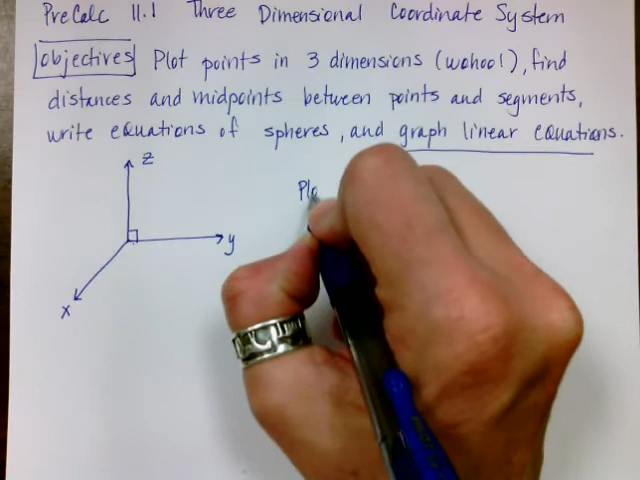 PreCalc 11.1 Three Dimensional Coordinate System
objectives Plot points in 3 dimensions (wohoo!), find
distances and midpoints between points and segments,
write equations of spheres, and graph linear equations.
z
Plo
y
x